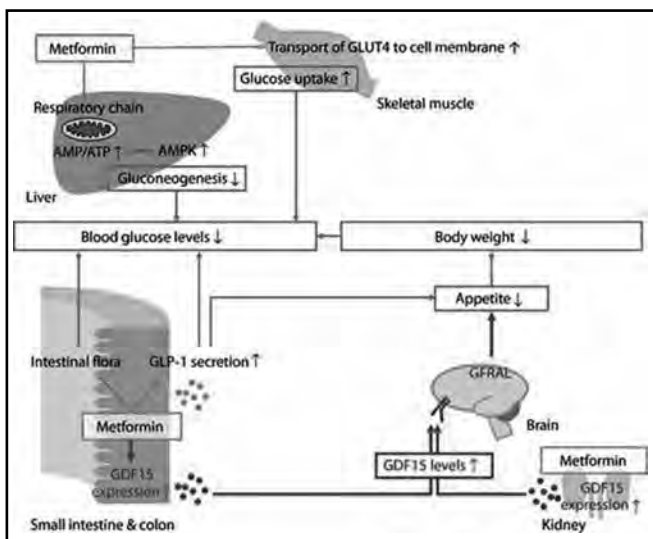 Metformin
Transport of GLUT4 to cell membrane ↑
Glucose uptake ↑
Skeletal muscle
Respiratory chain
AMP/ATP ↑
AMPK ↑
Gluconeogenesis ↓
Liver
Blood glucose levels ↓
Body weight ↓
Appetite ↓
Intestinal flora
GLP-1 secretion ↑
GFRAL
Metformin
Brain
GDF15
expression ↑
GDF15 levels ↑
Metformin
GDF15
expression ↑
Small intestine & colon
Kidney